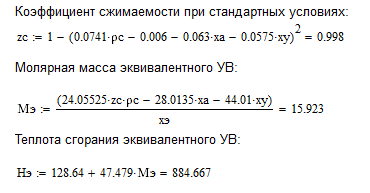 Коэффициент сжимаемости при стандартных условиях:
zc := 1 − (0.0741·ρc − 0.006 − 0.063·xa − 0.0575·xy)² = 0.998
Молярная масса эквивалентного УВ:
Mэ := (24.05525·zc·ρc − 28.0135·xa − 44.01·xy) / xэ = 15.923
Теплота сгорания эквивалентного УВ:
Hэ := 128.64 + 47.479·Mэ = 884.667